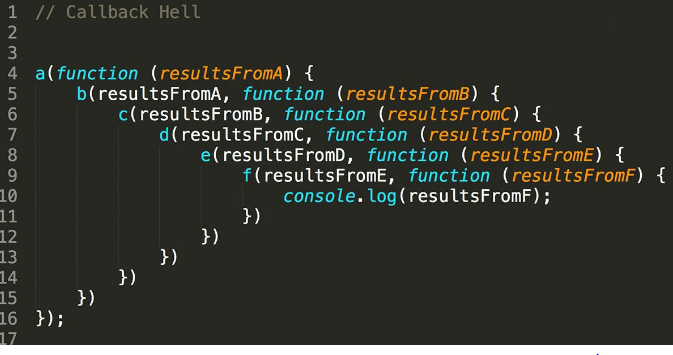 1 // Callback Hell
2
3
4 a(function (resultsFromA) {
5     b(resultsFromA, function (resultsFromB) {
6         c(resultsFromB, function (resultsFromC) {
7             d(resultsFromC, function (resultsFromD) {
8                 e(resultsFromD, function (resultsFromE) {
9                     f(resultsFromE, function (resultsFromF) {
10                         console.log(resultsFromF);
11                     })
12                 })
13             })
14         })
15     })
16 });
17